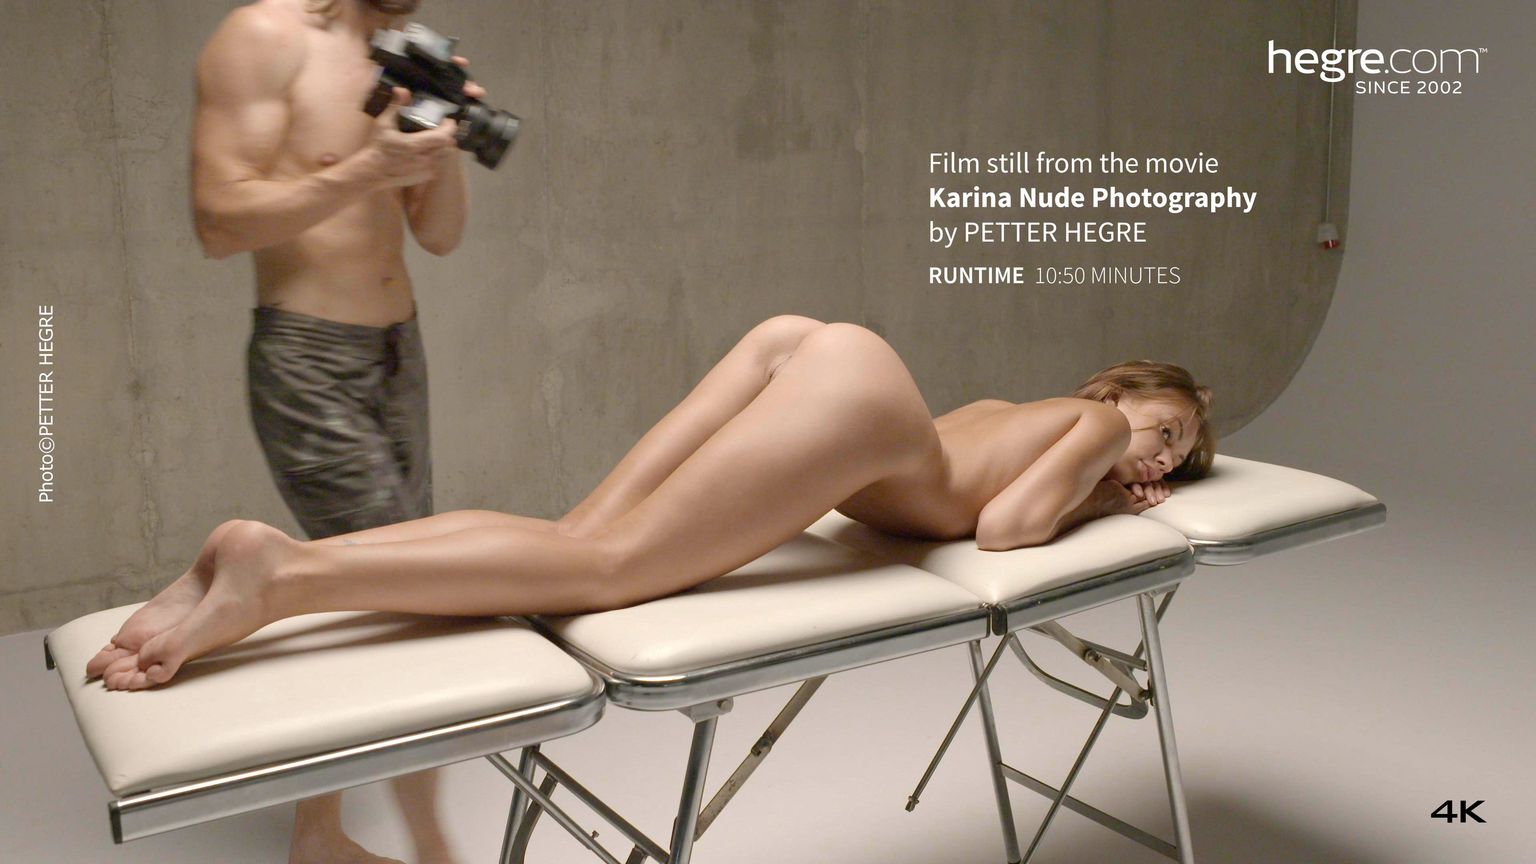 hegre.com™
SINCE 2002
Film still from the movie
Karina Nude Photography
by PETTER HEGRE
RUNTIME 10:50 MINUTES
Photo©PETTER HEGRE
4K